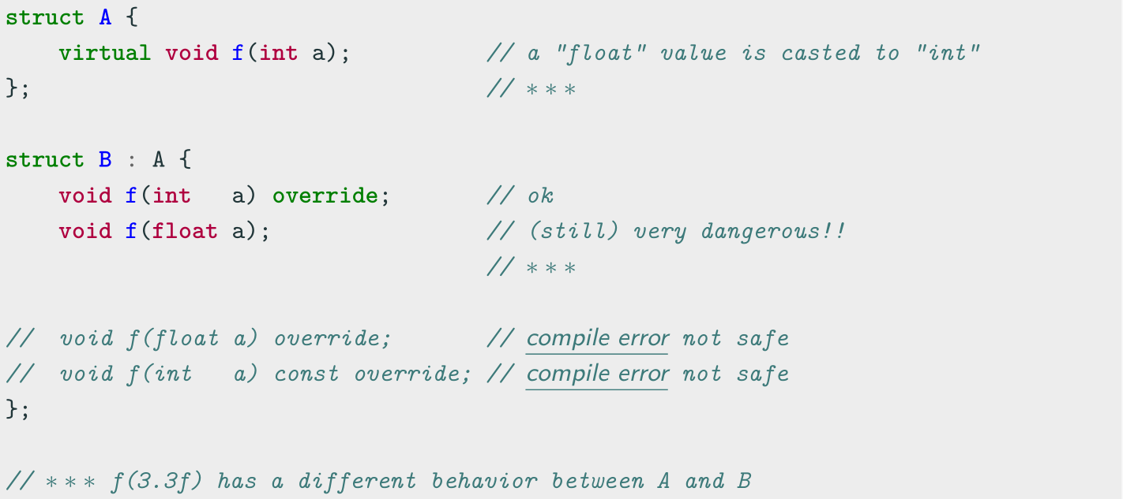 struct A {
    virtual void f(int a);          // a "float" value is casted to "int"
};                                  // ***
struct B : A {
    void f(int   a) override;       // ok
    void f(float a);                // (still) very dangerous!!
                                    // ***
//  void f(float a) override;       // compile error not safe
//  void f(int   a) const override; // compile error not safe
};
// *** f(3.3f) has a different behavior between A and B